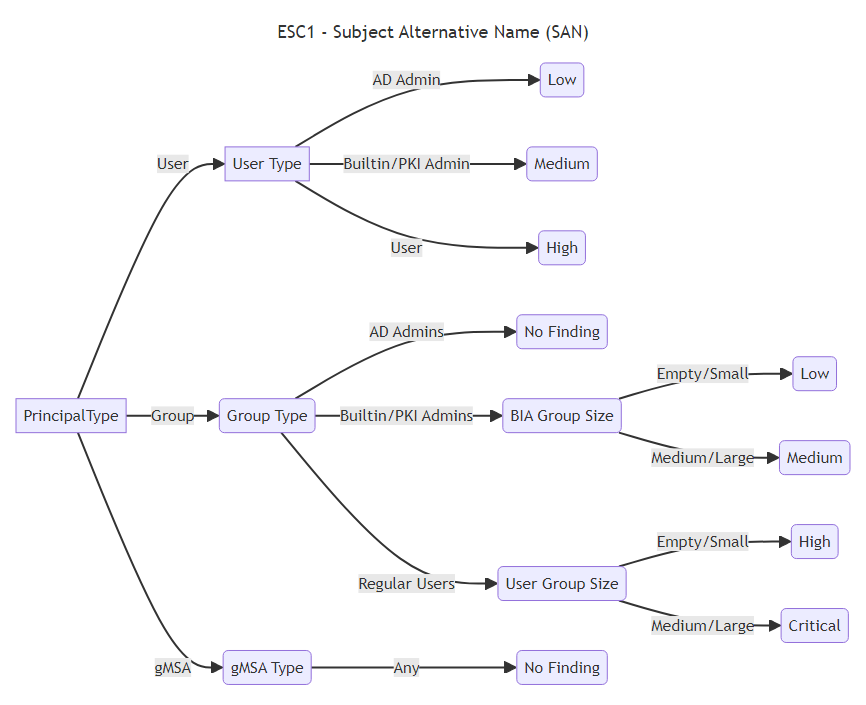 ESC1 - Subject Alternative Name (SAN)
AD Admin
Low
User
User Type
Builtin/PKI Admin
Medium
User
High
AD Admins
No Finding
Empty/Small
Low
PrincipalType
Group
Group Type
Builtin/PKI Admins
BIA Group Size
Medium/Large
Medium
Empty/Small
High
Regular Users
User Group Size
Medium/Large
Critical
gMSA
gMSA Type
Any
No Finding